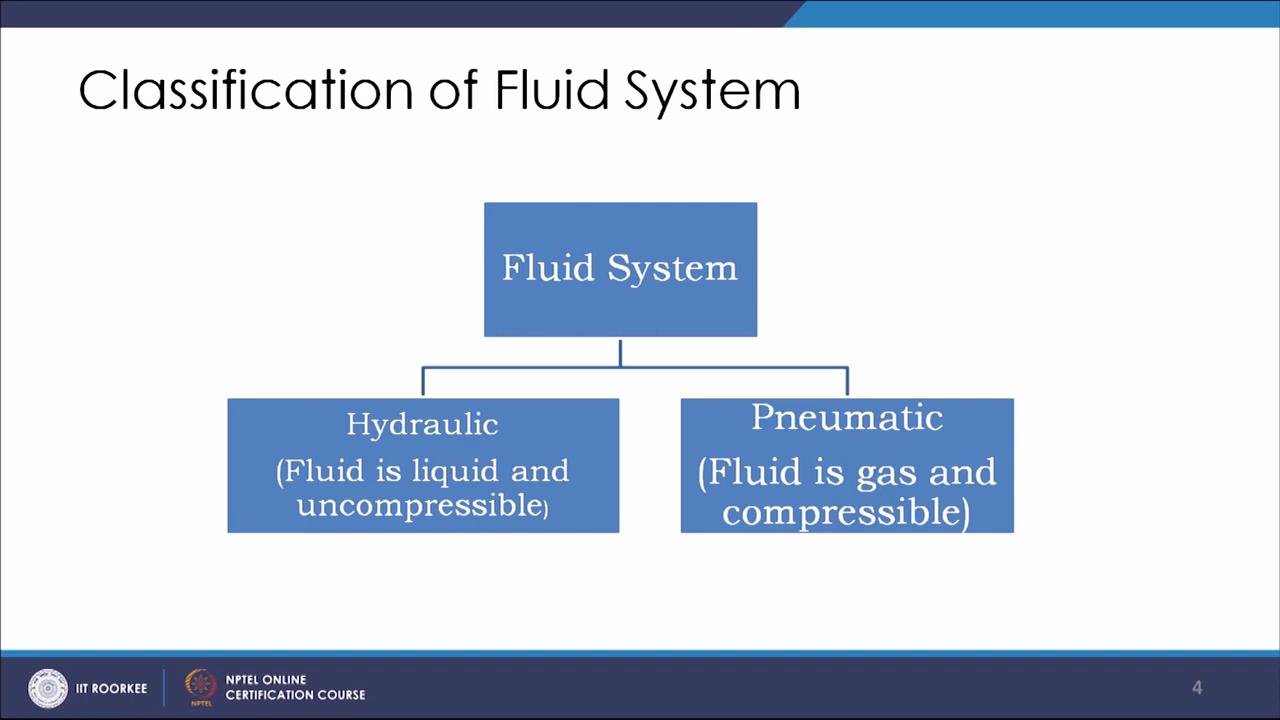 Classification of Fluid System
Fluid System
Hydraulic
(Fluid is liquid and
uncompressible)
Pneumatic
(Fluid is gas and
compressible)
IIT ROORKEE
NPTEL
NPTEL ONLINE
CERTIFICATION COURSE
4